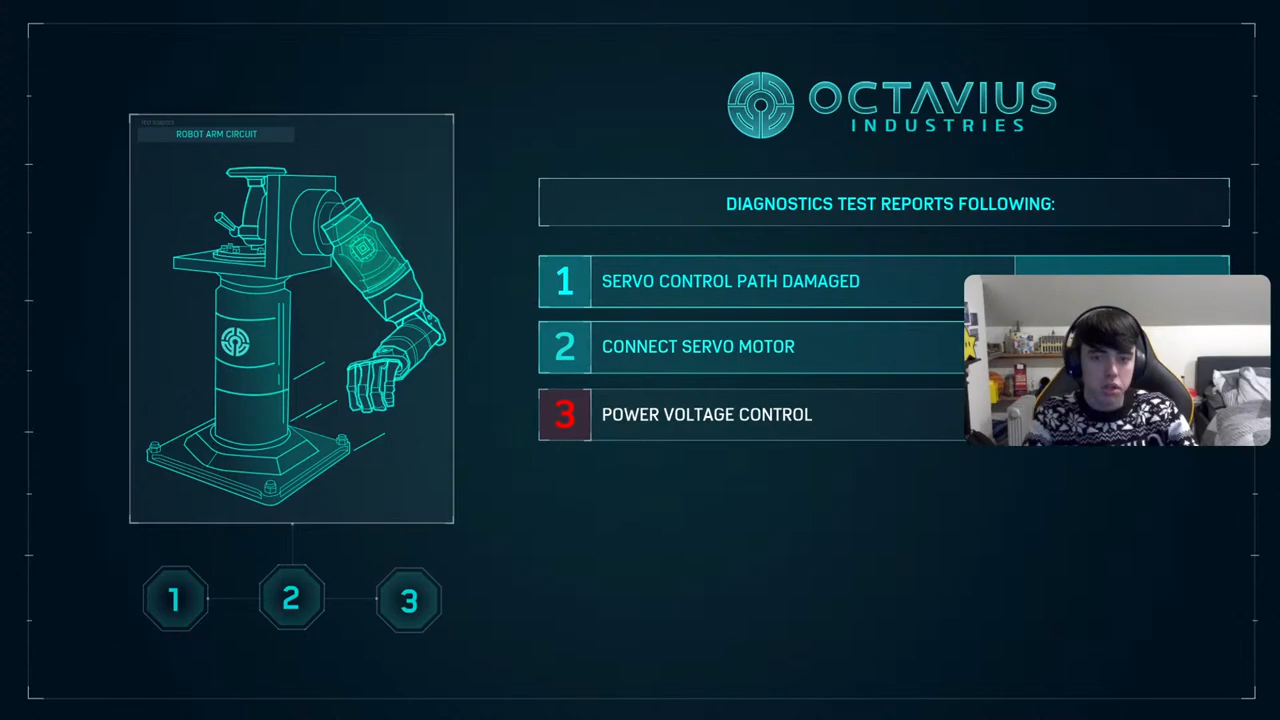 ROBOT ARM CIRCUIT
1
2
3
OCTAVIUS
INDUSTRIES
DIAGNOSTICS TEST REPORTS FOLLOWING:
1 SERVO CONTROL PATH DAMAGED
2 CONNECT SERVO MOTOR
3 POWER VOLTAGE CONTROL